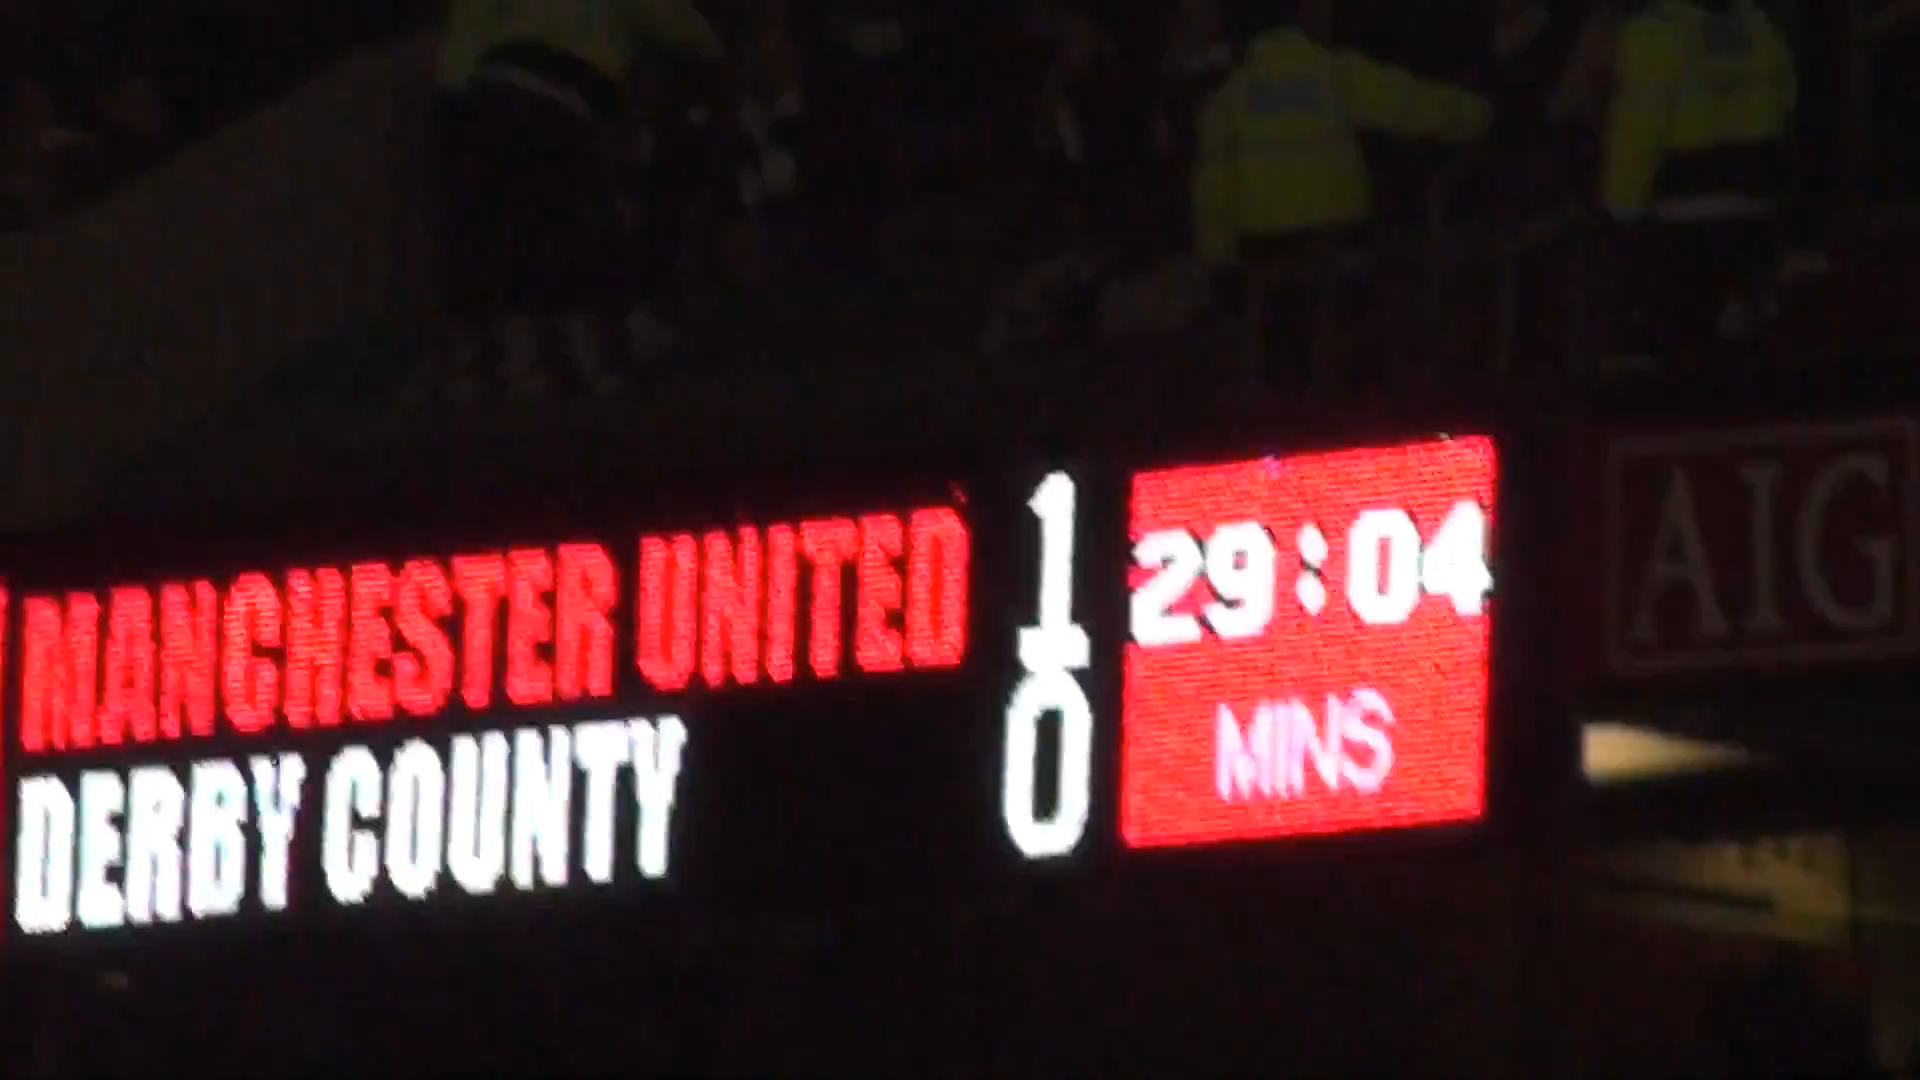 MANCHESTER UNITED 1
DERBY COUNTY 0
29:04
MINS
AIG